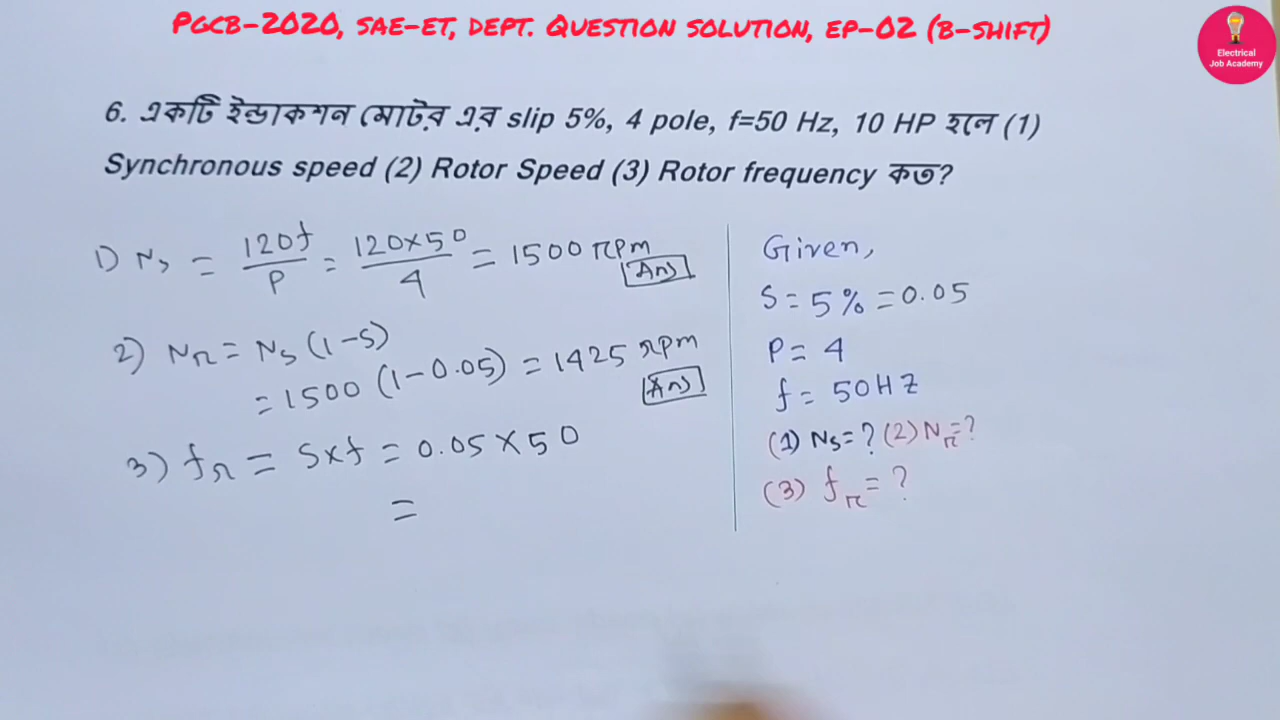 PGCB-2020, SAE-ET, DEPT. QUESTION SOLUTION, EP-02 (B-SHIFT)
Electrical
Job Academy
6. একটি ইন্ডাকশন মোটর এর slip 5%, 4 pole, f=50 Hz, 10 HP হলে (1)
Synchronous speed (2) Rotor Speed (3) Rotor frequency কত?
1) Ns = 120f / P = 120×50 / 4 = 1500 rpm
Ans
2) Nr = Ns (1-S)
= 1500 (1-0.05) = 1425 rpm
Ans
3) fr = S×f = 0.05×50
=
Given,
S = 5% = 0.05
P = 4
f = 50HZ
(1) Ns = ? (2) Nr = ?
(3) fr = ?